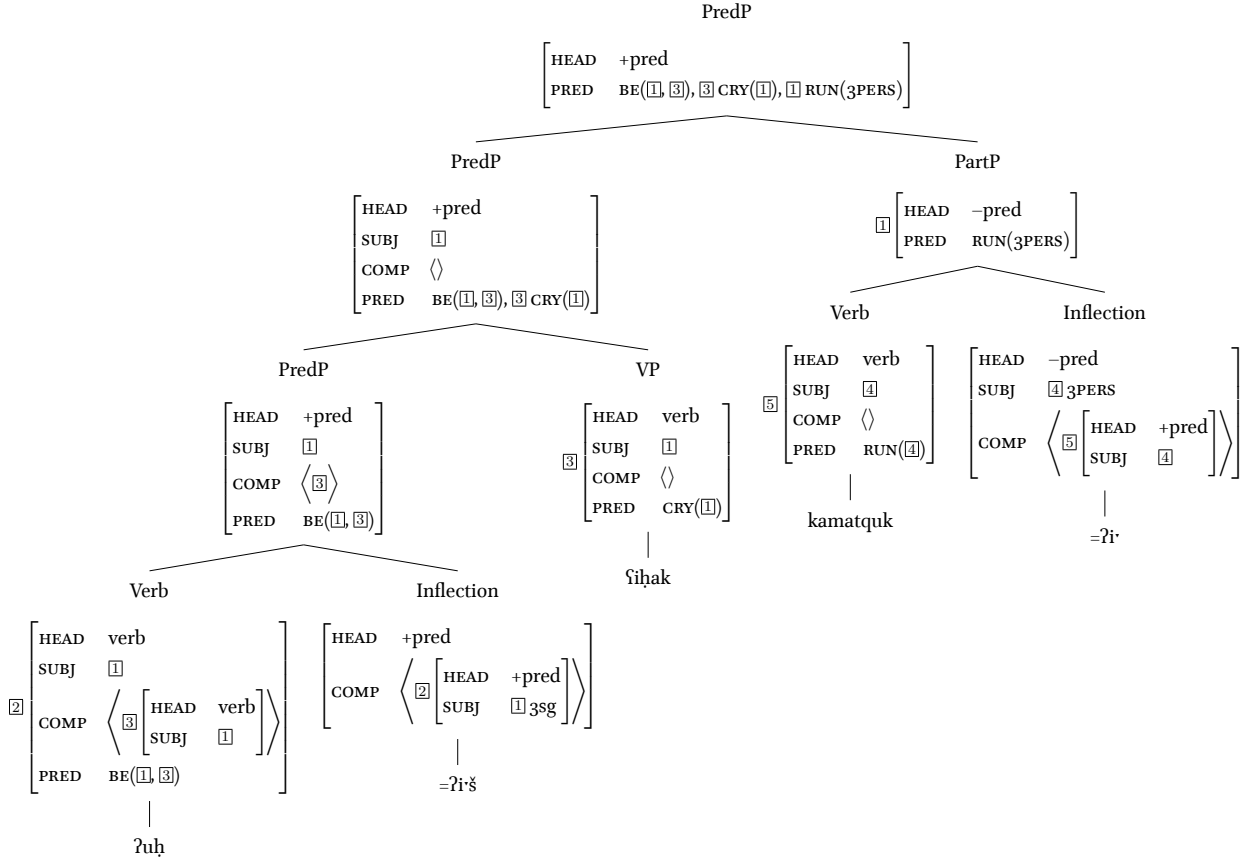 PredP
HEAD +pred
PRED BE(1, 3), 3 CRY(1), 1 RUN(3PERS)
PredP
HEAD +pred
SUBJ 1
COMP ⟨⟩
PRED BE(1, 3), 3 CRY(1)
PartP
1
HEAD –pred
PRED RUN(3PERS)
PredP
HEAD +pred
SUBJ 1
COMP ⟨3⟩
PRED BE(1, 3)
VP
3
HEAD verb
SUBJ 1
COMP ⟨⟩
PRED CRY(1)
ʕiḥak
Verb
5
HEAD verb
SUBJ 4
COMP ⟨⟩
PRED RUN(4)
kamatquk
Inflection
HEAD –pred
SUBJ 4 3PERS
COMP ⟨5 [HEAD +pred
SUBJ 4]⟩
=ʔiˑ
Verb
2
HEAD verb
SUBJ 1
COMP ⟨3 [HEAD verb
SUBJ 1]⟩
PRED BE(1, 3)
ʔuḥ
Inflection
HEAD +pred
COMP ⟨2 [HEAD +pred
SUBJ 1 3sg]⟩
=ʔiˑš